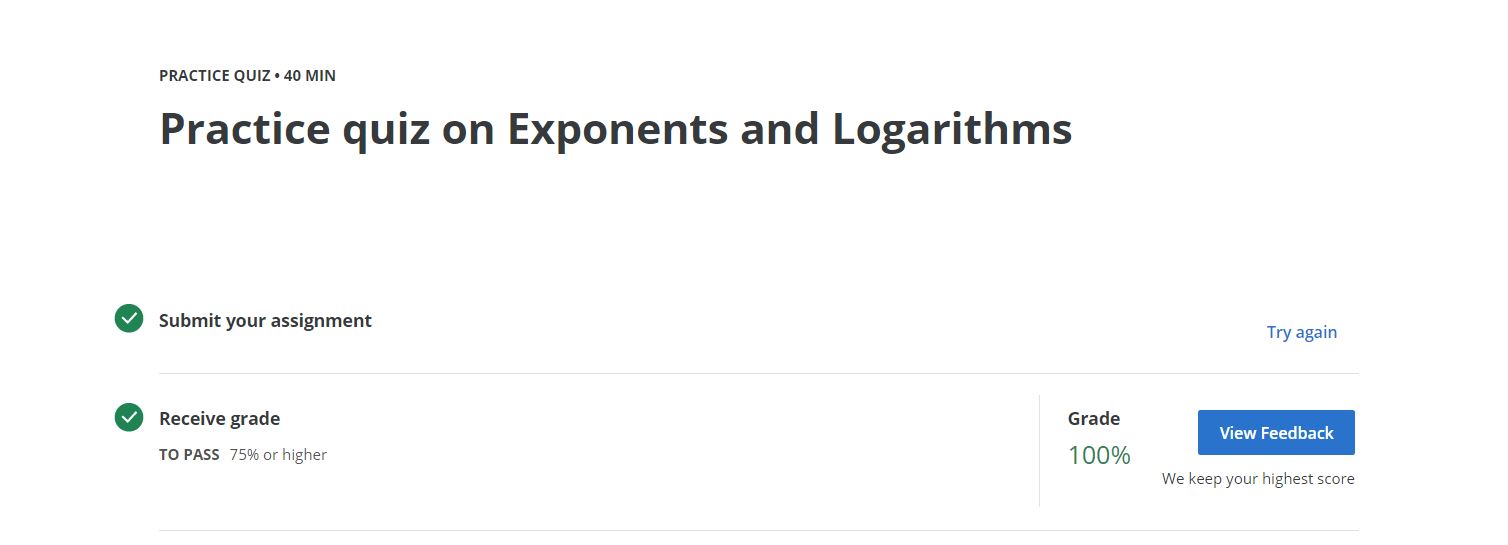 PRACTICE QUIZ • 40 MIN
Practice quiz on Exponents and Logarithms
Submit your assignment
Try again
Receive grade
TO PASS 75% or higher
Grade
100%
View Feedback
We keep your highest score